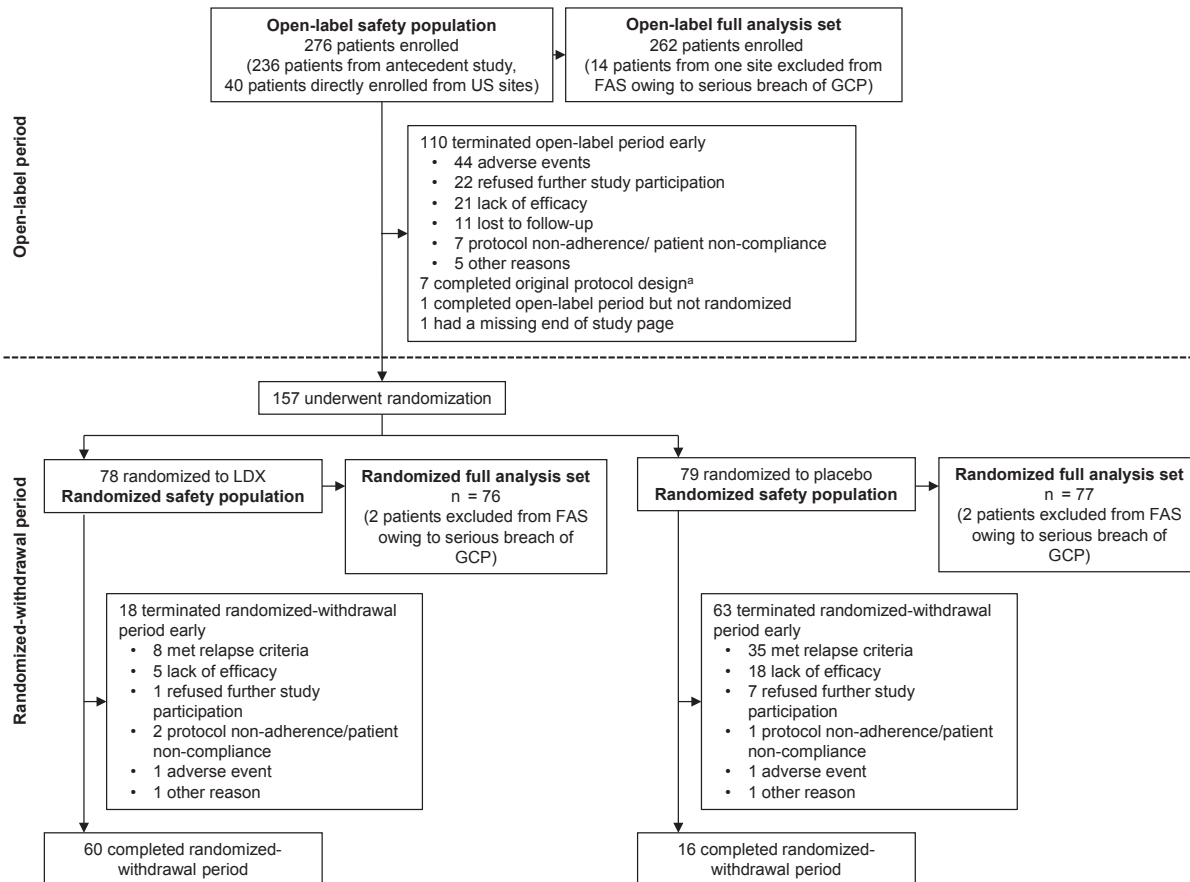 Open-label period
Open-label safety population
276 patients enrolled
(236 patients from antecedent study,
40 patients directly enrolled from US sites)
Open-label full analysis set
262 patients enrolled
(14 patients from one site excluded from
FAS owing to serious breach of GCP)
110 terminated open-label period early
• 44 adverse events
• 22 refused further study participation
• 21 lack of efficacy
• 11 lost to follow-up
• 7 protocol non-adherence/ patient non-compliance
• 5 other reasons
7 completed original protocol designᵃ
1 completed open-label period but not randomized
1 had a missing end of study page
Randomized-withdrawal period
157 underwent randomization
78 randomized to LDX
Randomized safety population
Randomized full analysis set
n = 76
(2 patients excluded from FAS
owing to serious breach of
GCP)
79 randomized to placebo
Randomized safety population
Randomized full analysis set
n = 77
(2 patients excluded from FAS
owing to serious breach of
GCP)
18 terminated randomized-withdrawal
period early
• 8 met relapse criteria
• 5 lack of efficacy
• 1 refused further study
participation
• 2 protocol non-adherence/patient
non-compliance
• 1 adverse event
• 1 other reason
63 terminated randomized-withdrawal
period early
• 35 met relapse criteria
• 18 lack of efficacy
• 7 refused further study
participation
• 1 protocol non-adherence/patient
non-compliance
• 1 adverse event
• 1 other reason
60 completed randomized-
withdrawal period
16 completed randomized-
withdrawal period